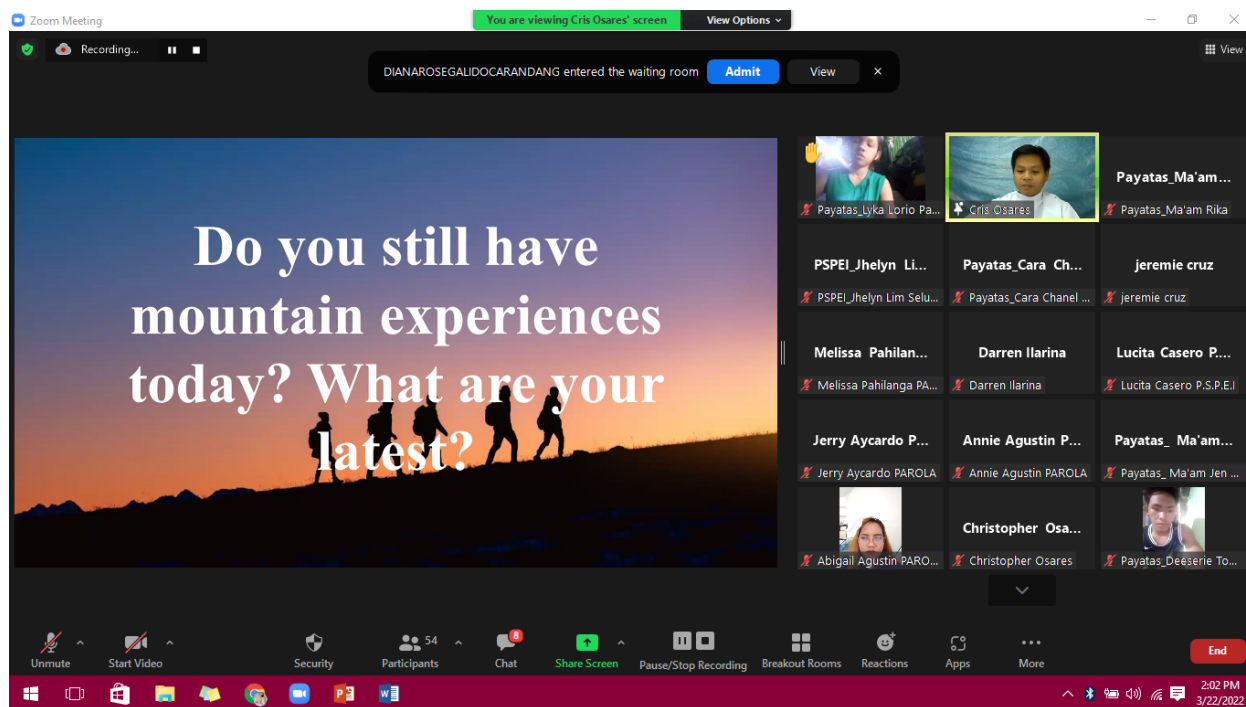 Zoom Meeting
You are viewing Cris Osares' screen
View Options
Recording...
View
DIANAROSEGALIDOCARANDANG entered the waiting room
Admit
View
Do you still have
mountain experiences
today? What are your
latest?
Payatas_Lyka Lorio Pa...
Cris Osares
Payatas_Ma'am...
Payatas_Ma'am Rika
PSPEI_Jhelyn Li...
PSPEI_Jhelyn Lim Selu...
Payatas_Cara Ch...
Payatas_Cara Chanel ...
jeremie cruz
jeremie cruz
Melissa Pahilan...
Melissa Pahilanga PA...
Darren Ilarina
Darren Ilarina
Lucita Casero P....
Lucita Casero P.S.P.E.I
Jerry Aycardo P...
Jerry Aycardo PAROLA
Annie Agustin P...
Annie Agustin PAROLA
Payatas_ Ma'am...
Payatas_ Ma'am Jen ...
Abigail Agustin PARO...
Christopher Osa...
Christopher Osares
Payatas_Deeserie To...
Unmute
Start Video
Security
54
Participants
8
Chat
Share Screen
Pause/Stop Recording
Breakout Rooms
Reactions
Apps
More
End
2:02 PM
3/22/2022